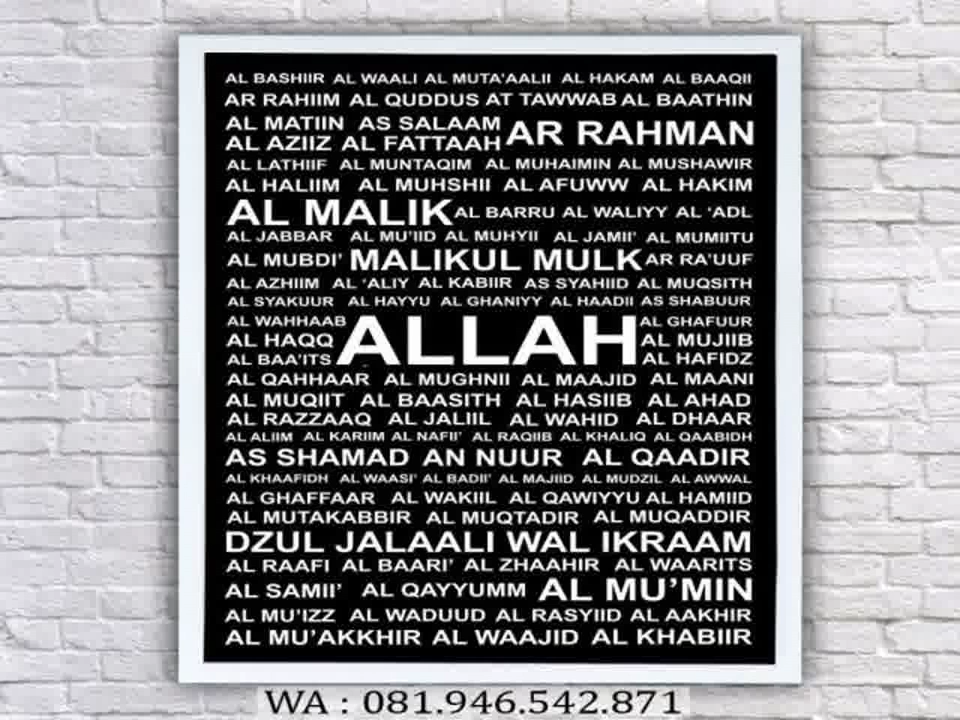 AL BASHIIR AL WAALI AL MUTA'AALII AL HAKAM AL BAAQII
AR RAHIIM AL QUDDUS AT TAWWAB AL BAATHIN
AL MATIIN AS SALAAM
AL AZIIZ AL FATTAAH AR RAHMAN
AL LATHIIF AL MUNTAQIM AL MUHAIMIN AL MUSHAWIR
AL HALIIM AL MUHSHII AL AFUWW AL HAKIM
AL MALIK AL BARRU AL WALIYY AL 'ADL
AL JABBAR AL MU'IID AL MUHYII AL JAMII' AL MUMIITU
AL MUBDI' MALIKUL MULK AR RA'UUF
AL AZHIIM AL 'ALIY AL KABIIR AS SYAHIID AL MUQSITH
AL SYAKUUR AL HAYYU AL GHANIYY AL HAADII AS SHABUUR
AL WAHHAAB AL GHAFUUR
AL HAQQ ALLAH AL MUJIIB
AL BAA'ITS AL HAFIDZ
AL QAHHAAR AL MUGHNII AL MAAJID AL MAANI
AL MUQIIT AL BAASITH AL HASIIB AL AHAD
AL RAZZAAQ AL JALIIL AL WAHID AL DHAAR
AL ALIIM AL KARIIM AL NAFII' AL RAQIIB AL KHALIQ AL QAABIDH
AS SHAMAD AN NUUR AL QAADIR
AL KHAAFIDH AL WAASI' AL BADII' AL MAJIID AL MUDZIL AL AWWAL
AL GHAFFAAR AL WAKIIL AL QAWIYYU AL HAMIID
AL MUTAKABBIR AL MUQTADIR AL MUQADDIR
DZUL JALAALI WAL IKRAAM
AL RAAFI AL BAARI' AL ZHAAHIR AL WAARITS
AL SAMII' AL QAYYUMM AL MU'MIN
AL MU'IZZ AL WADUUD AL RASYIID AL AAKHIR
AL MU'AKKHIR AL WAAJID AL KHABIIR
WA : 081.946.542.871